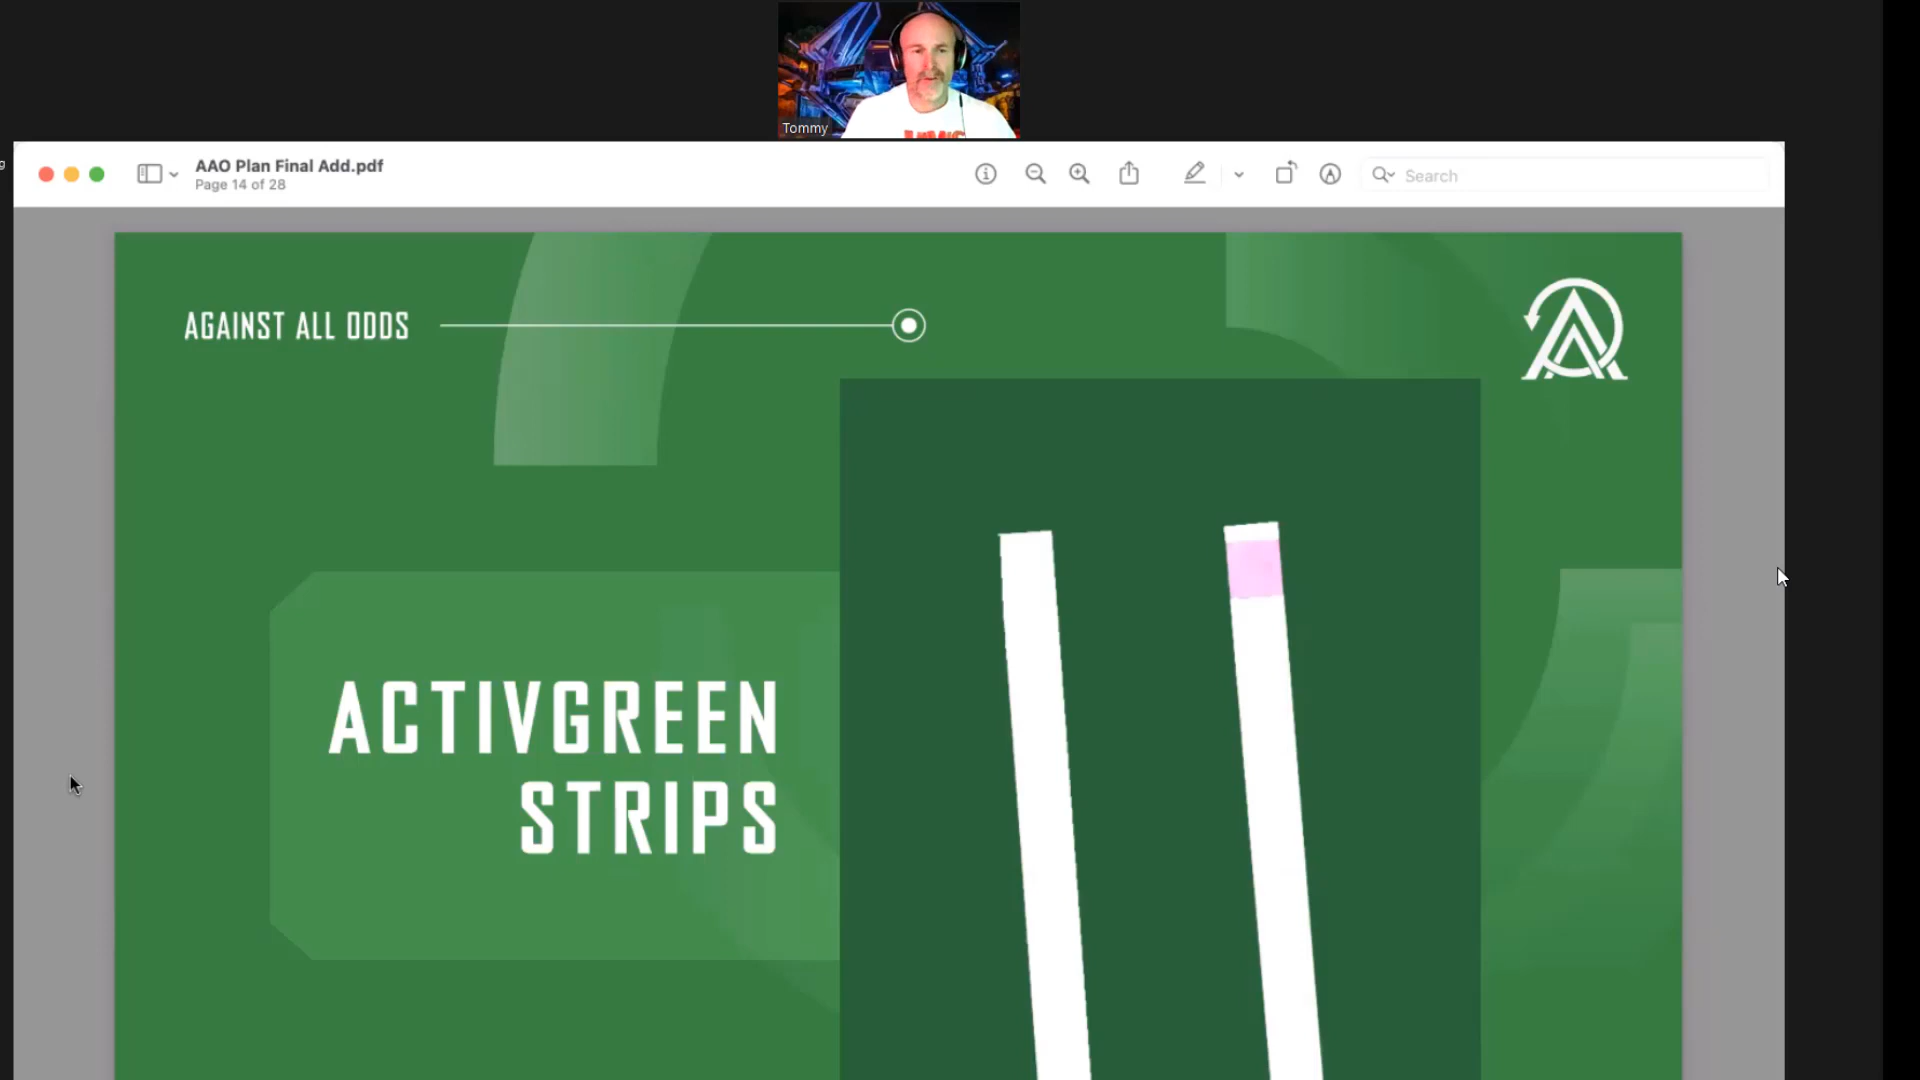 Tommy
g
AAO Plan Final Add.pdf
Page 14 of 28
Search
AGAINST ALL ODDS
ACTIVGREEN
STRIPS